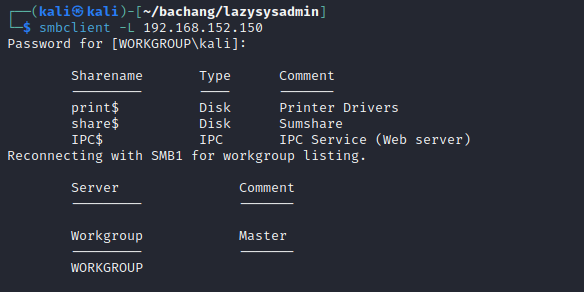 ┌──(kali㉿kali)-[~/bachang/lazysysadmin]
└─$ smbclient -L 192.168.152.150
Password for [WORKGROUP\kali]:
Sharename Type Comment
--------- ---- -------
print$ Disk Printer Drivers
share$ Disk Sumshare
IPC$ IPC IPC Service (Web server)
Reconnecting with SMB1 for workgroup listing.
Server Comment
--------- -------
Workgroup Master
--------- -------
WORKGROUP